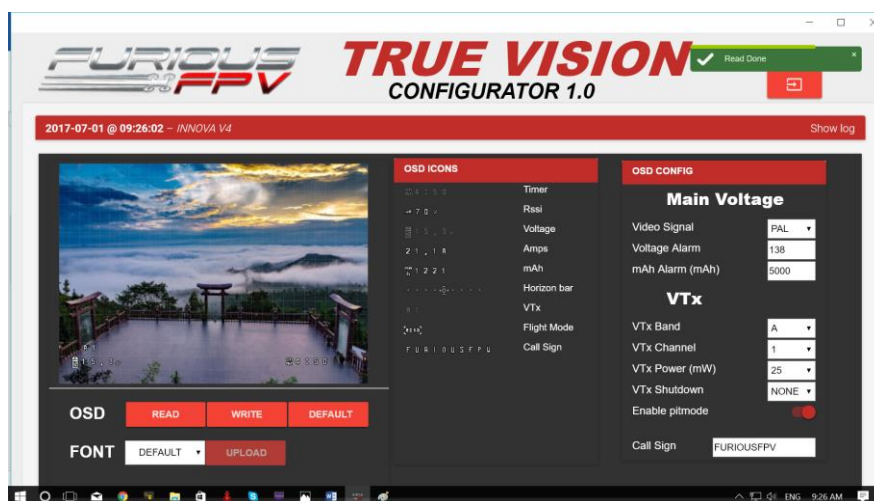 FURIOUS
FPV
TRUE VISION
CONFIGURATOR 1.0
Read Done
2017-07-01 @ 09:26:02 – INNOVA V4
Show log
OSD ICONS
Timer
Rssi
Voltage
21.1A Amps
1221 mAh
Horizon bar
VTx
Flight Mode
FURIOUSFPV Call Sign
OSD CONFIG
Main Voltage
Video Signal PAL
Voltage Alarm 138
mAh Alarm (mAh) 5000
VTx
VTx Band A
VTx Channel 1
VTx Power (mW) 25
VTx Shutdown NONE
Enable pitmode
Call Sign FURIOUSFPV
OSD READ WRITE DEFAULT
FONT DEFAULT UPLOAD
ENG 9:26 AM